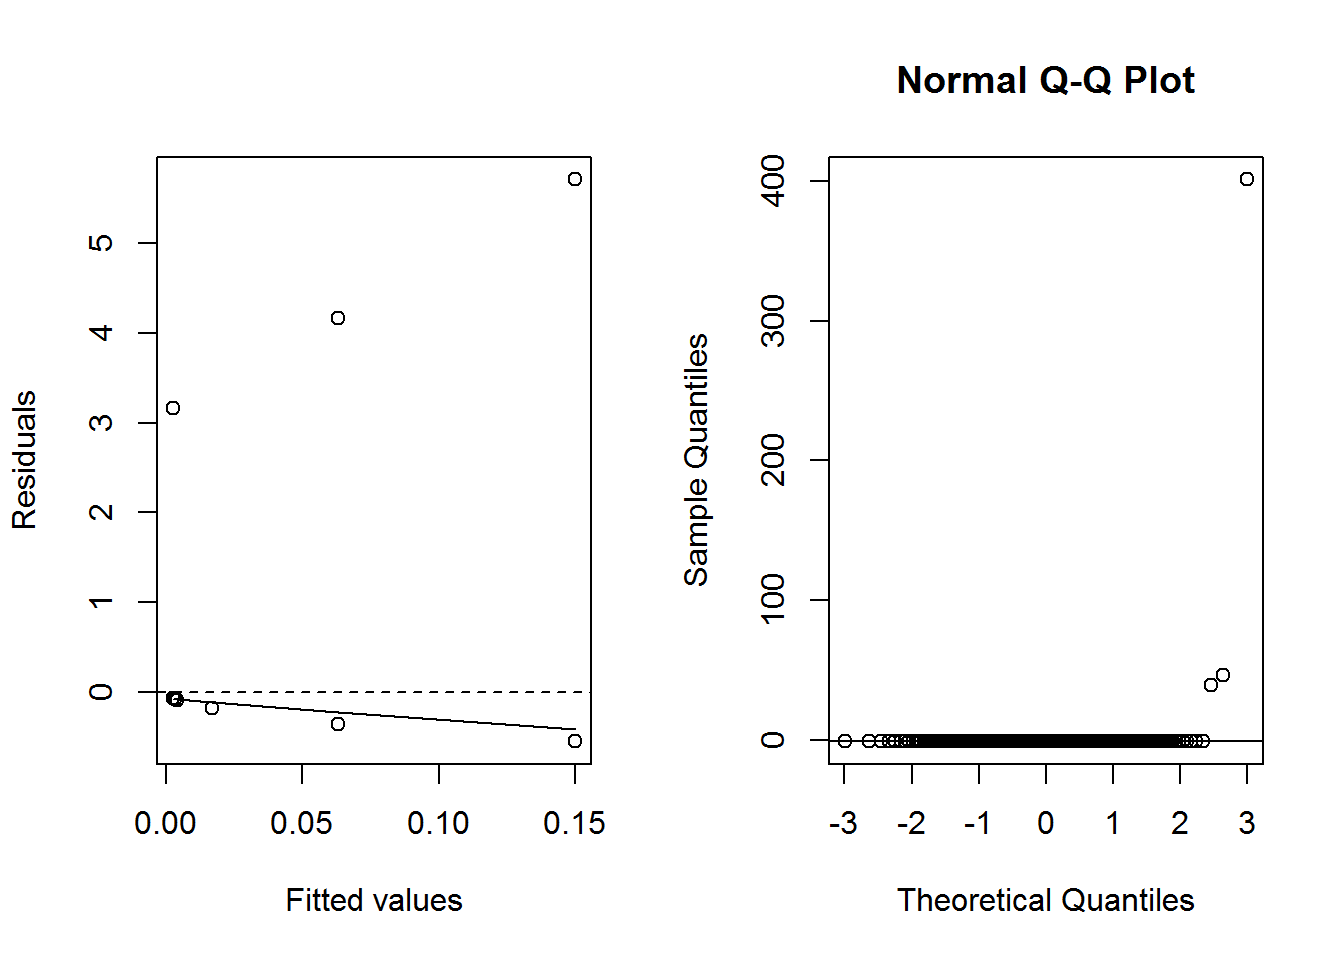 Residuals
0
1
2
3
4
5
0.00 0.05 0.10 0.15
Fitted values
Normal Q-Q Plot
Sample Quantiles
0
100
200
300
400
-3 -2 -1 0 1 2 3
Theoretical Quantiles